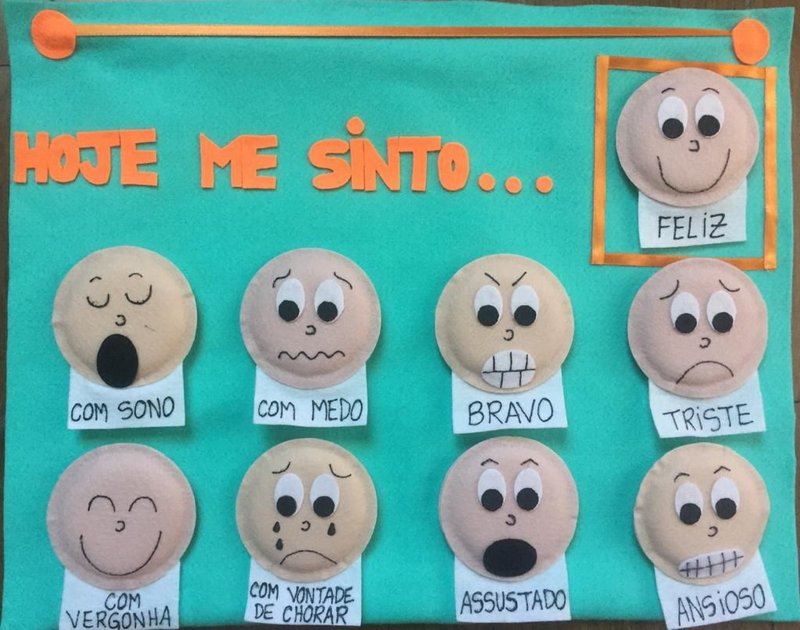 HOJE ME SiNTO...
FELiZ
COM SONO
COM MEDO
BRAVO
TRiSTE
COM
VERGONHA
COM VONTADE
DE CHORAR
ASSUSTADO
ANSiOSO